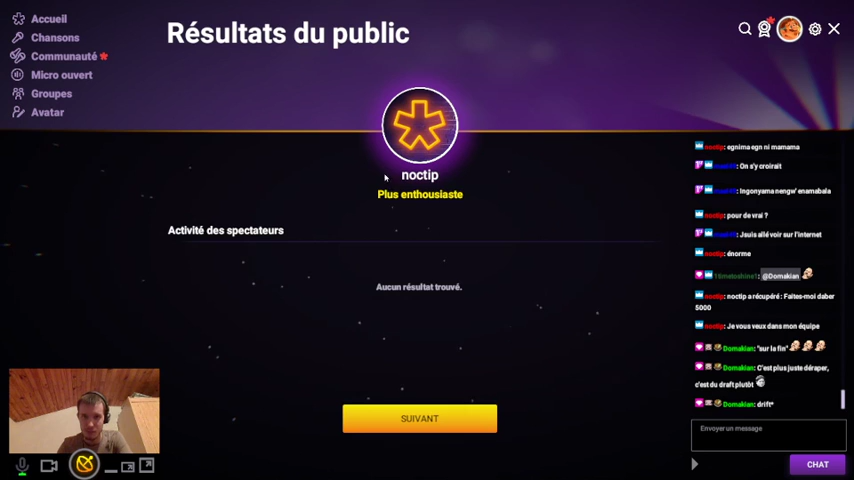 Accueil
Chansons
Communauté
Micro ouvert
Groupes
Avatar
Résultats du public
noctip
Plus enthousiaste
Activité des spectateurs
Aucun résultat trouvé.
SUIVANT
noctip: egnima egn ni mamama
On s'y croirait
Ingonyama nengw' enamabala
noctip: pour de vrai ?
Jsuis allé voir sur l'internet
noctip: énorme
1timetoshine1: @Domakian
noctip: noctip a récupéré : Faites-moi daber
5000
noctip: Je vous veux dans mon équipe
Domakian: "sur la fin"
Domakian: C'est plus juste déraper,
c'est du draft plutôt
Domakian: drift*
Envoyer un message
CHAT